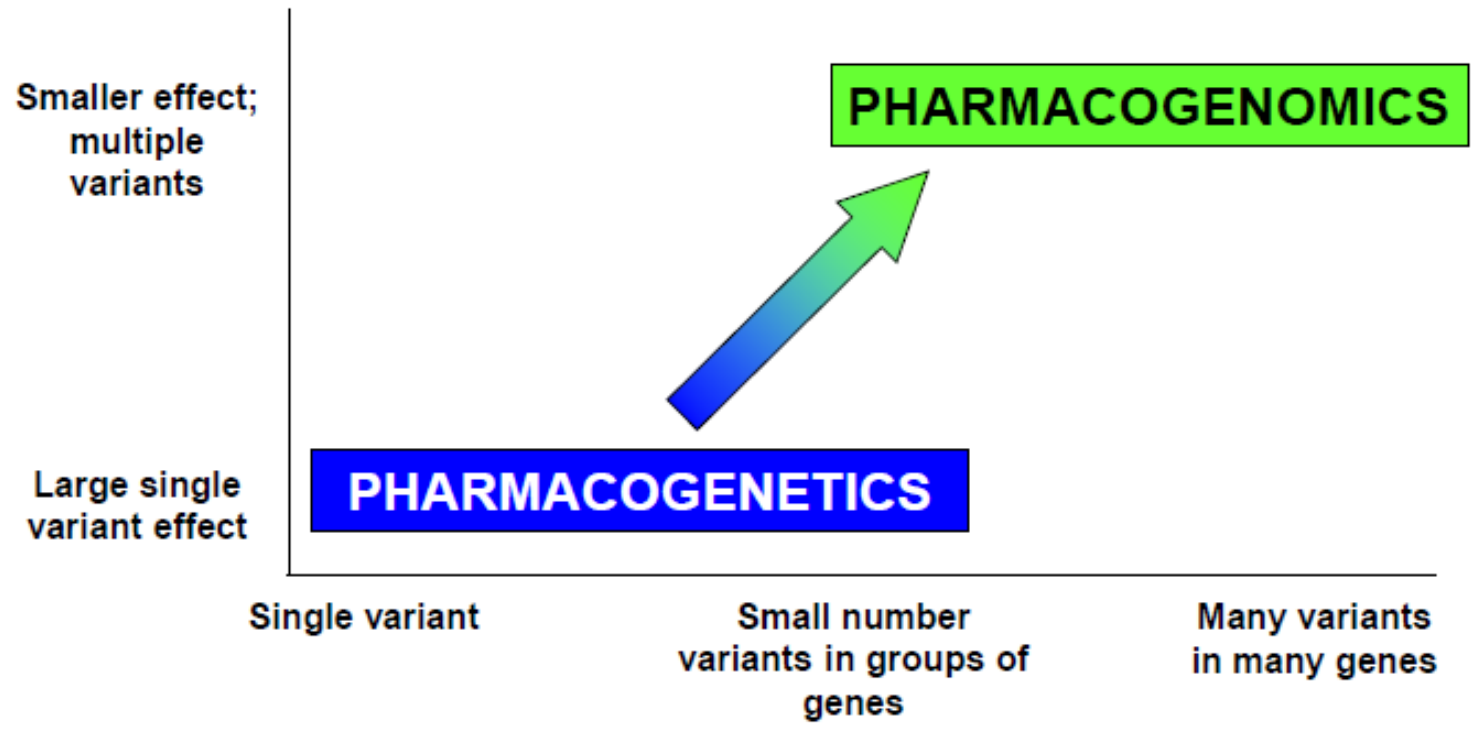 Smaller effect;
multiple
variants
PHARMACOGENOMICS
Large single
variant effect
PHARMACOGENETICS
Single variant
Small number
variants in groups of
genes
Many variants
in many genes